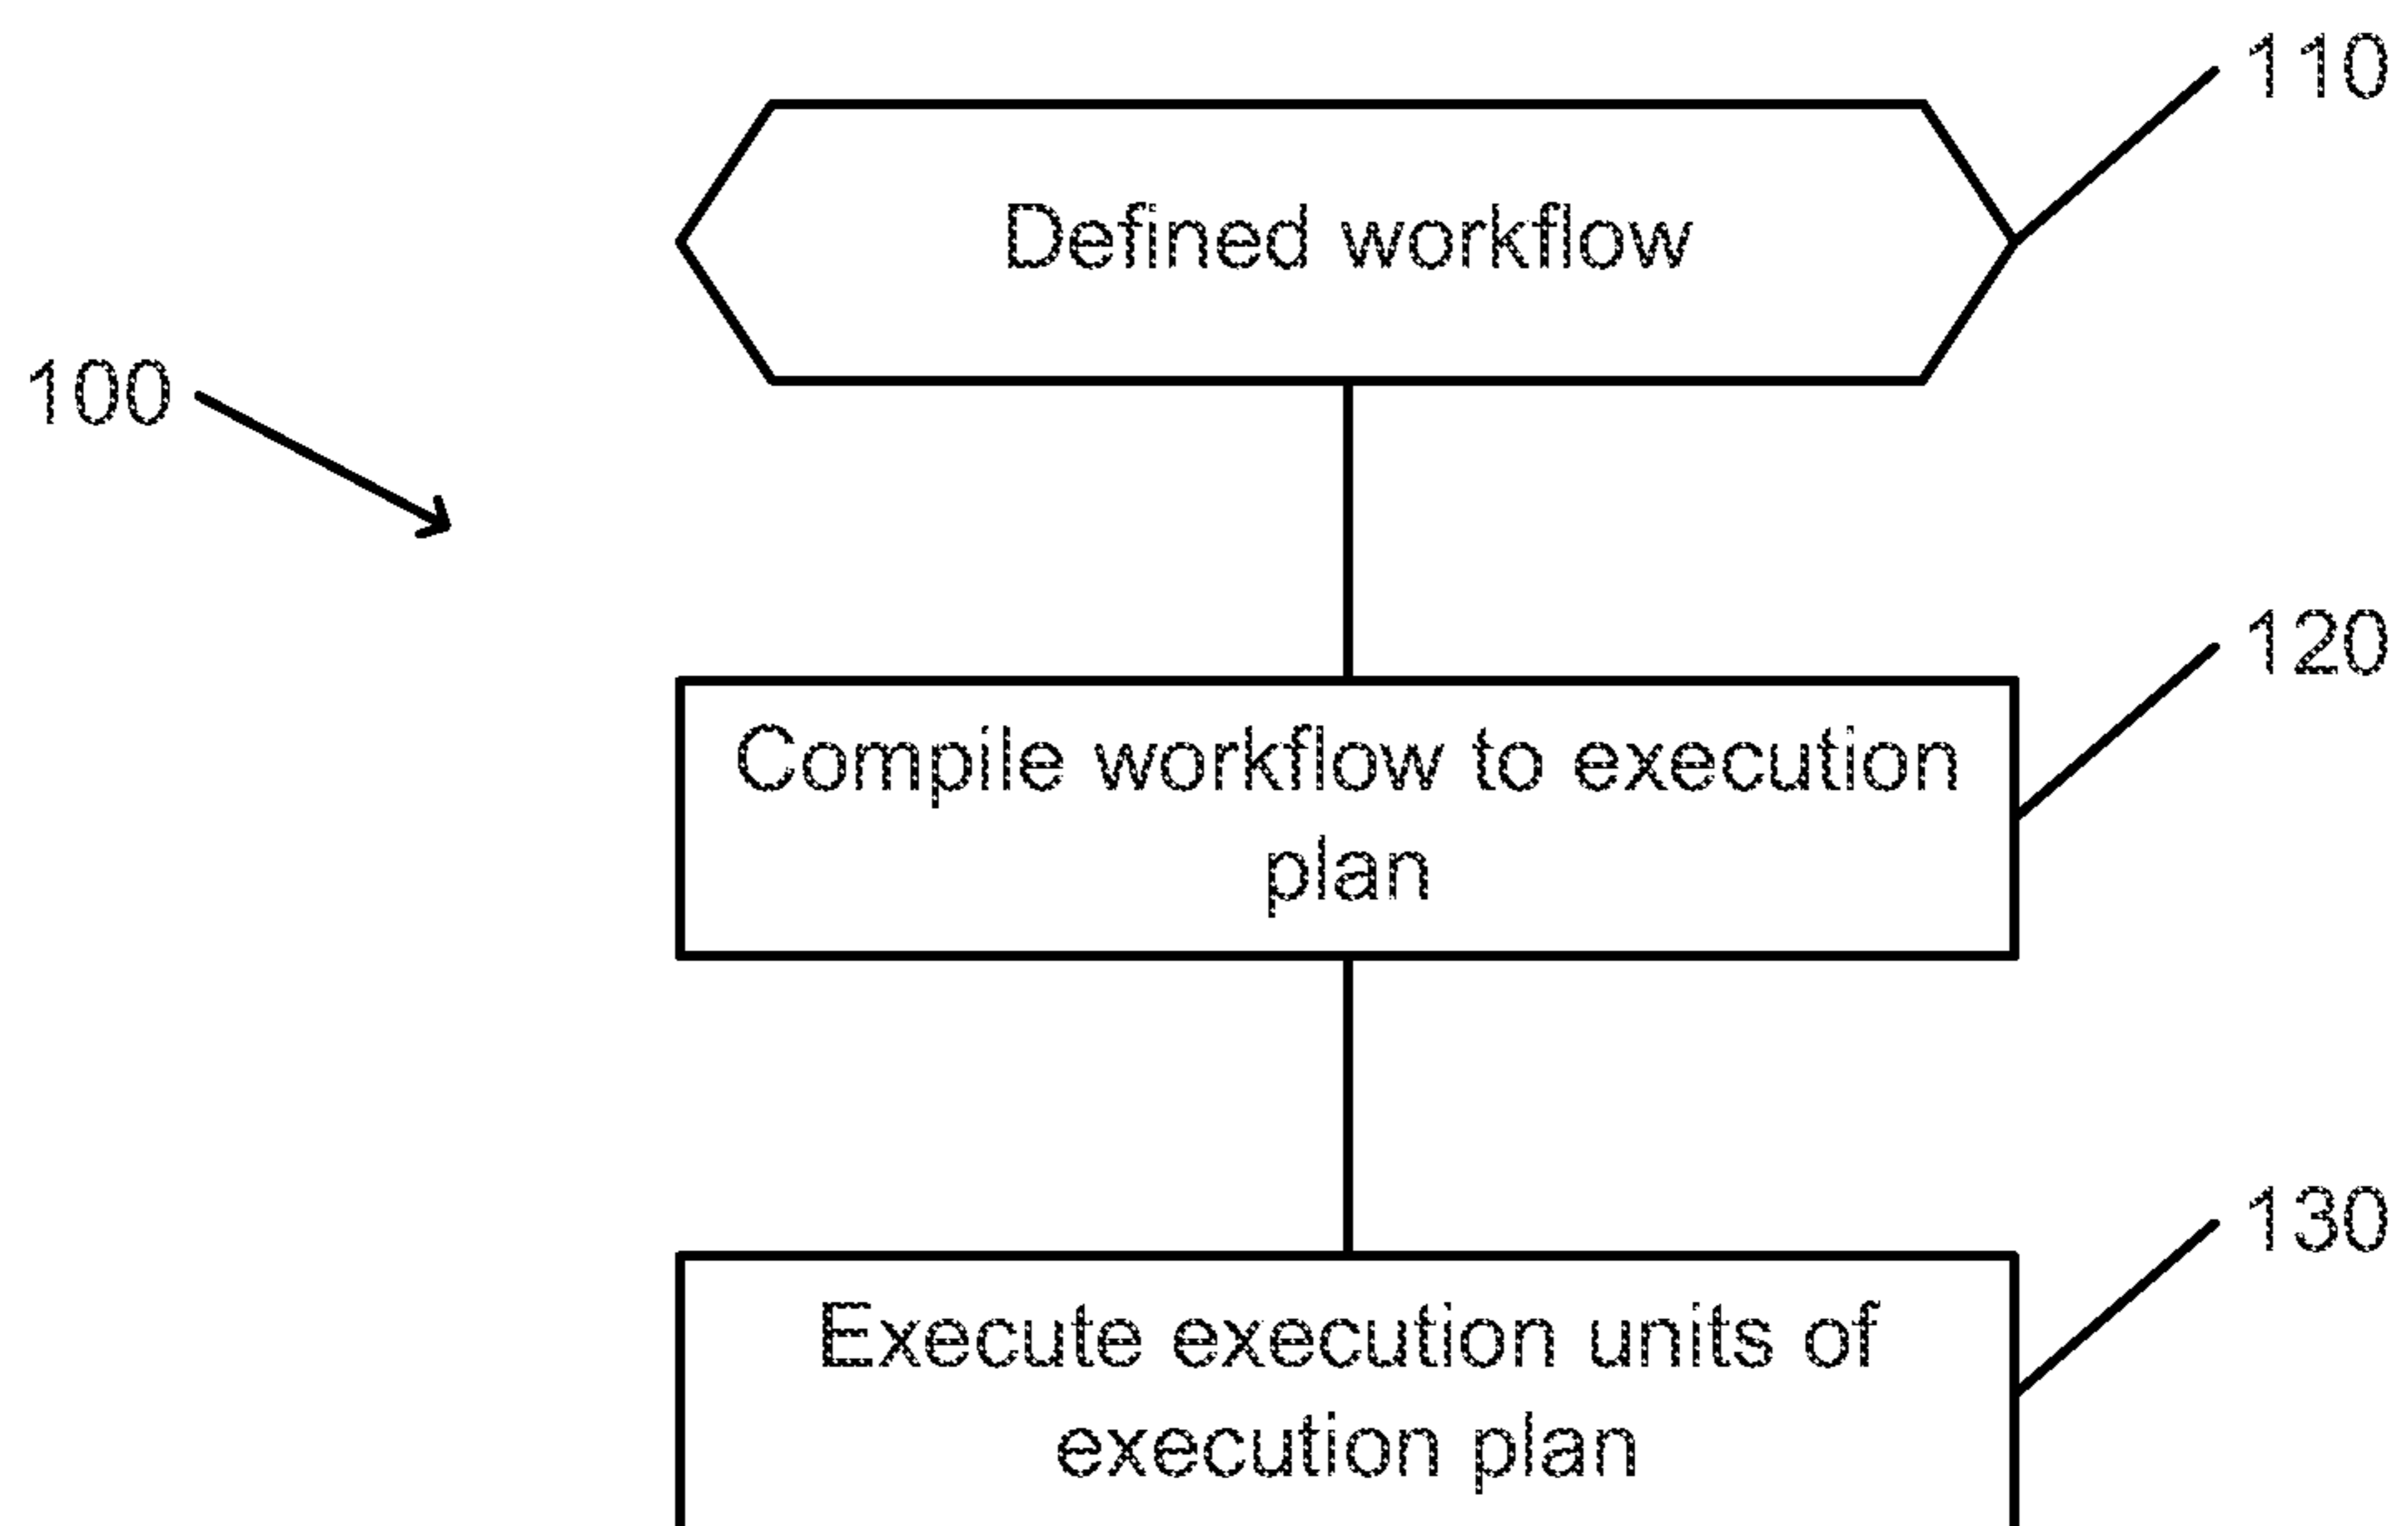 110
Defined workflow
100
120
Compile workflow to execution
plan
130
Execute execution units of
execution plan